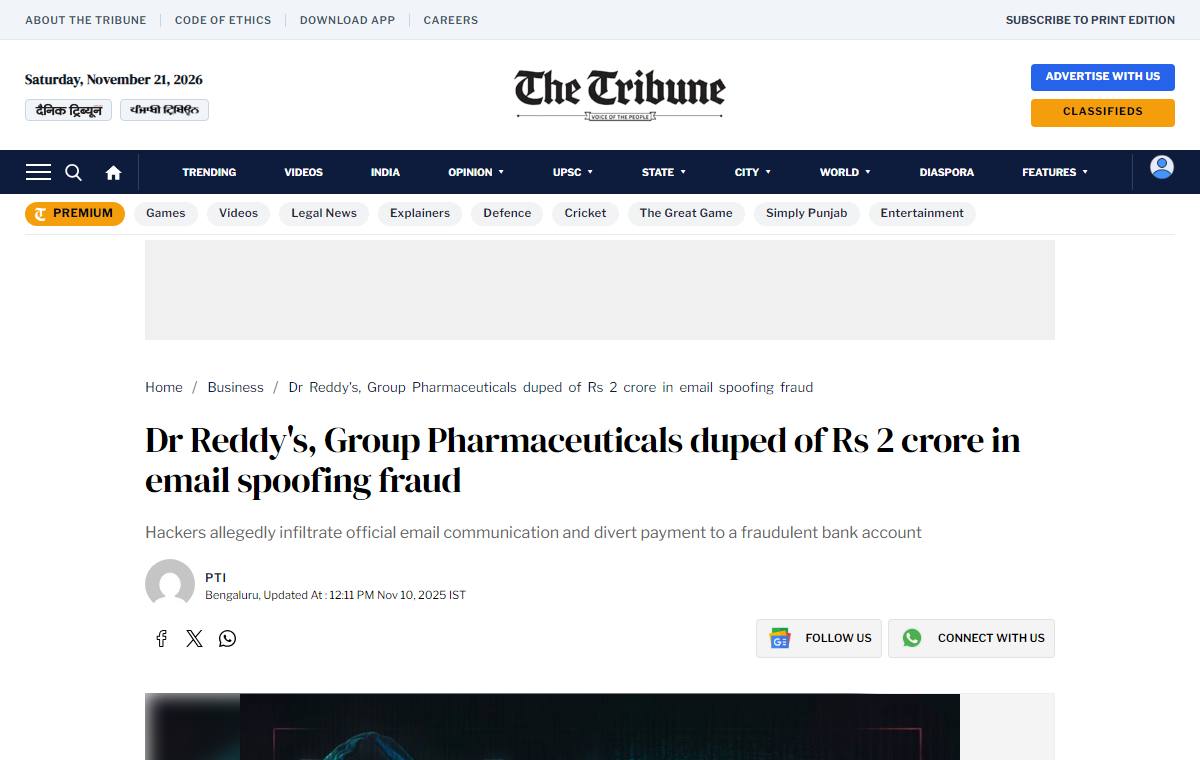 ABOUT THE TRIBUNE
CODE OF ETHICS
DOWNLOAD APP
CAREERS
SUBSCRIBE TO PRINT EDITION
Saturday, November 21, 2026
दैनिक ट्रिब्यून
ਪੰਜਾਬੀ ਟ੍ਰਿਬਿਊਨ
The Tribune
VOICE OF THE PEOPLE
ADVERTISE WITH US
CLASSIFIEDS
TRENDING
VIDEOS
INDIA
OPINION
UPSC
STATE
CITY
WORLD
DIASPORA
FEATURES
T PREMIUM
Games
Videos
Legal News
Explainers
Defence
Cricket
The Great Game
Simply Punjab
Entertainment
Home / Business / Dr Reddy's, Group Pharmaceuticals duped of Rs 2 crore in email spoofing fraud
Dr Reddy's, Group Pharmaceuticals duped of Rs 2 crore in
email spoofing fraud
Hackers allegedly infiltrate official email communication and divert payment to a fraudulent bank account
PTI
Bengaluru, Updated At : 12:11 PM Nov 10, 2025 IST
FOLLOW US
CONNECT WITH US